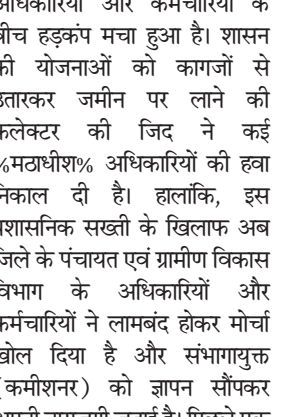 अधिकारियों और कर्मचारियों के
बीच हड़कंप मचा हुआ है। शासन
की योजनाओं को कागजों से
उतारकर जमीन पर लाने की
कलेक्टर की जिद ने कई
%मठाधीश% अधिकारियों की हवा
निकाल दी है। हालांकि, इस
प्रशासनिक सख्ती के खिलाफ अब
जिले के पंचायत एवं ग्रामीण विकास
विभाग के अधिकारियों और
कर्मचारियों ने लामबंद होकर मोर्चा
खोल दिया है और संभागायुक्त
(कमीशनर) को ज्ञापन सौंपकर